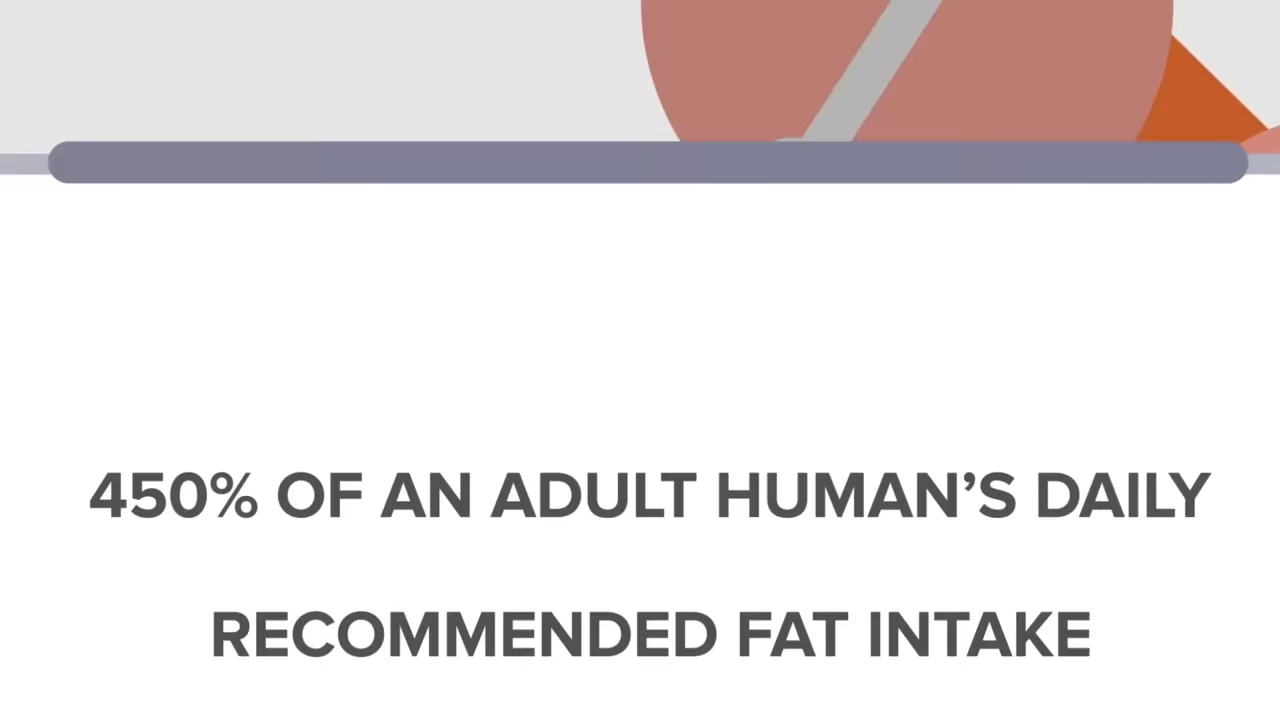 450% OF AN ADULT HUMAN’S DAILY
RECOMMENDED FAT INTAKE